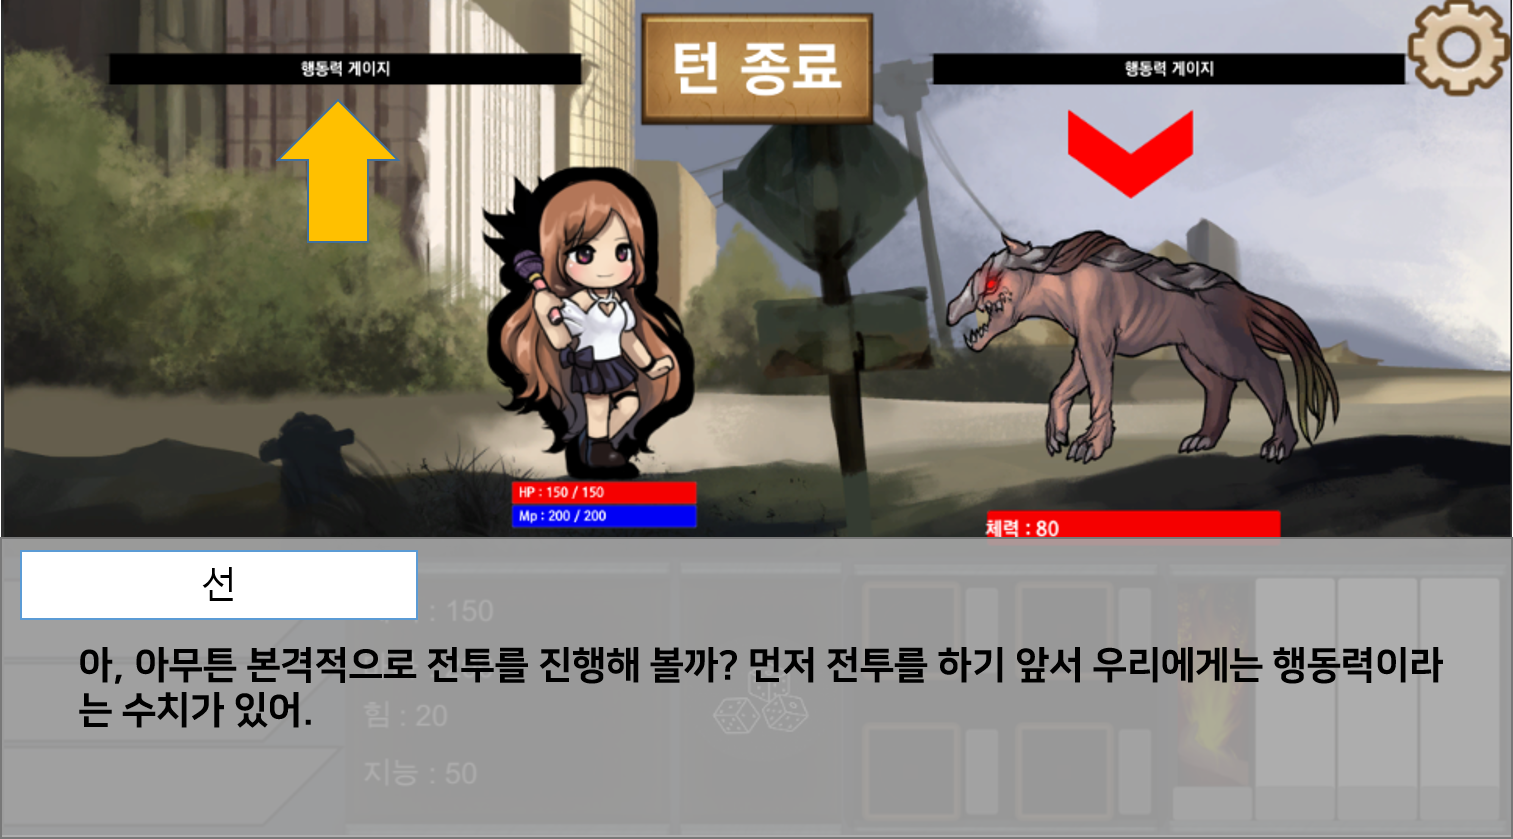 행동력 게이지
턴 종료
행동력 게이지
HP : 150 / 150
Mp : 200 / 200
체력 : 80
선
: 150
아, 아무튼 본격적으로 전투를 진행해 볼까? 먼저 전투를 하기 앞서 우리에게는 행동력이라
는 수치가 있어.
힘 : 20
지능 : 50